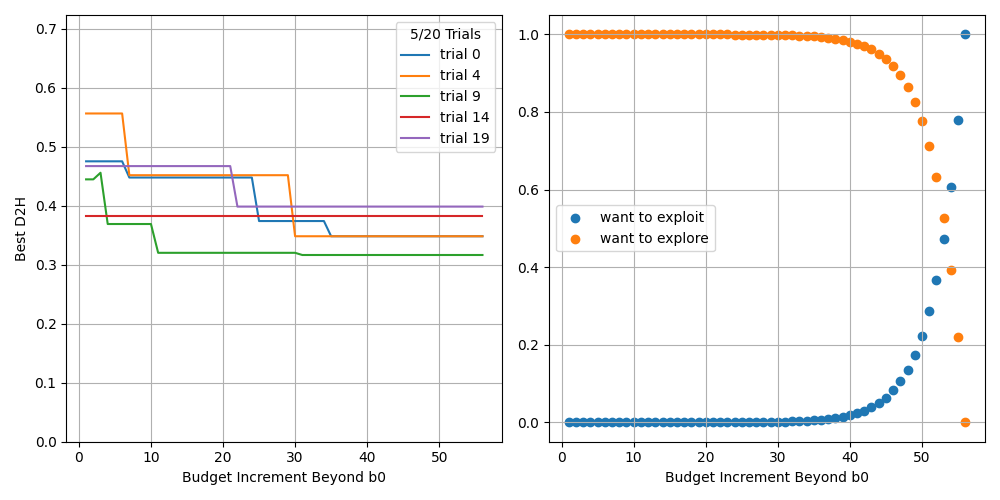 0.7
0.6
0.5
0.4
0.3
0.2
0.1
0.0
Best D2H
0 10 20 30 40 50
Budget Increment Beyond b0
5/20 Trials
trial 0
trial 4
trial 9
trial 14
trial 19
1.0
0.8
0.6
0.4
0.2
0.0
0 10 20 30 40 50
Budget Increment Beyond b0
want to exploit
want to explore